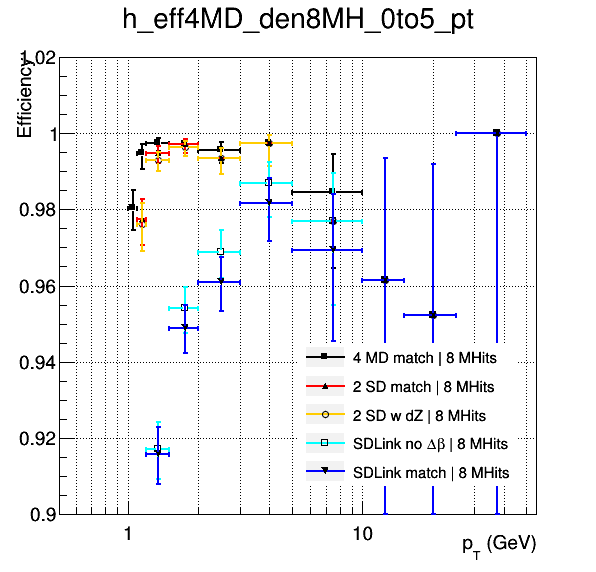 h_eff4MD_den8MH_0to5_pt
Efficiency
1.02
1
0.98
0.96
0.94
0.92
0.9
4 MD match | 8 MHits
2 SD match | 8 MHits
2 SD w dZ | 8 MHits
SDLink no Δβ | 8 MHits
SDLink match | 8 MHits
1
10
p_T (GeV)